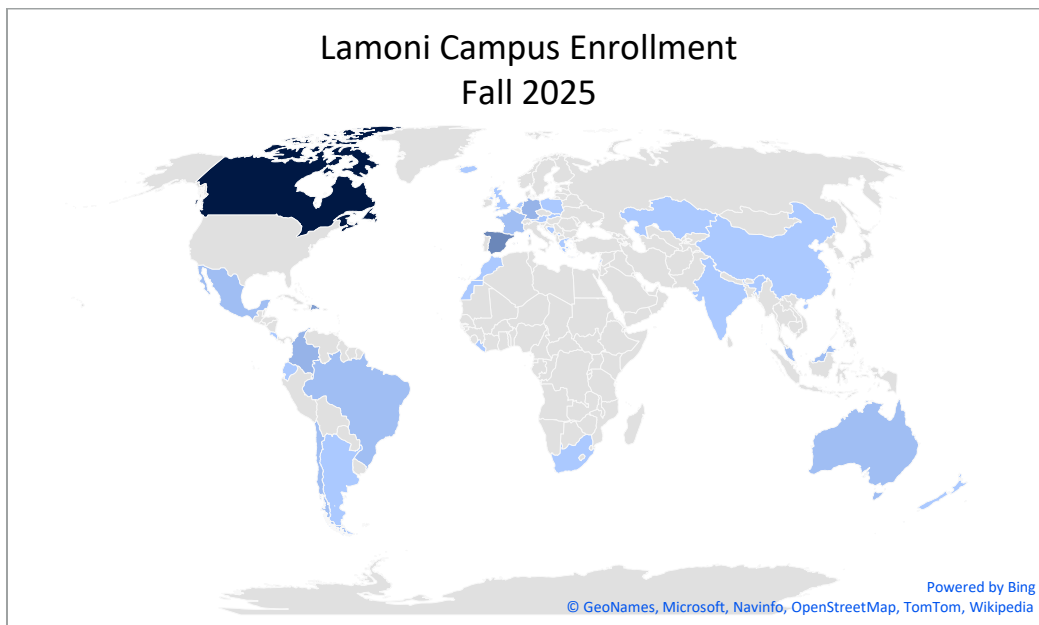 Lamoni Campus Enrollment
Fall 2025
Powered by Bing
© GeoNames, Microsoft, Navinfo, OpenStreetMap, TomTom, Wikipedia